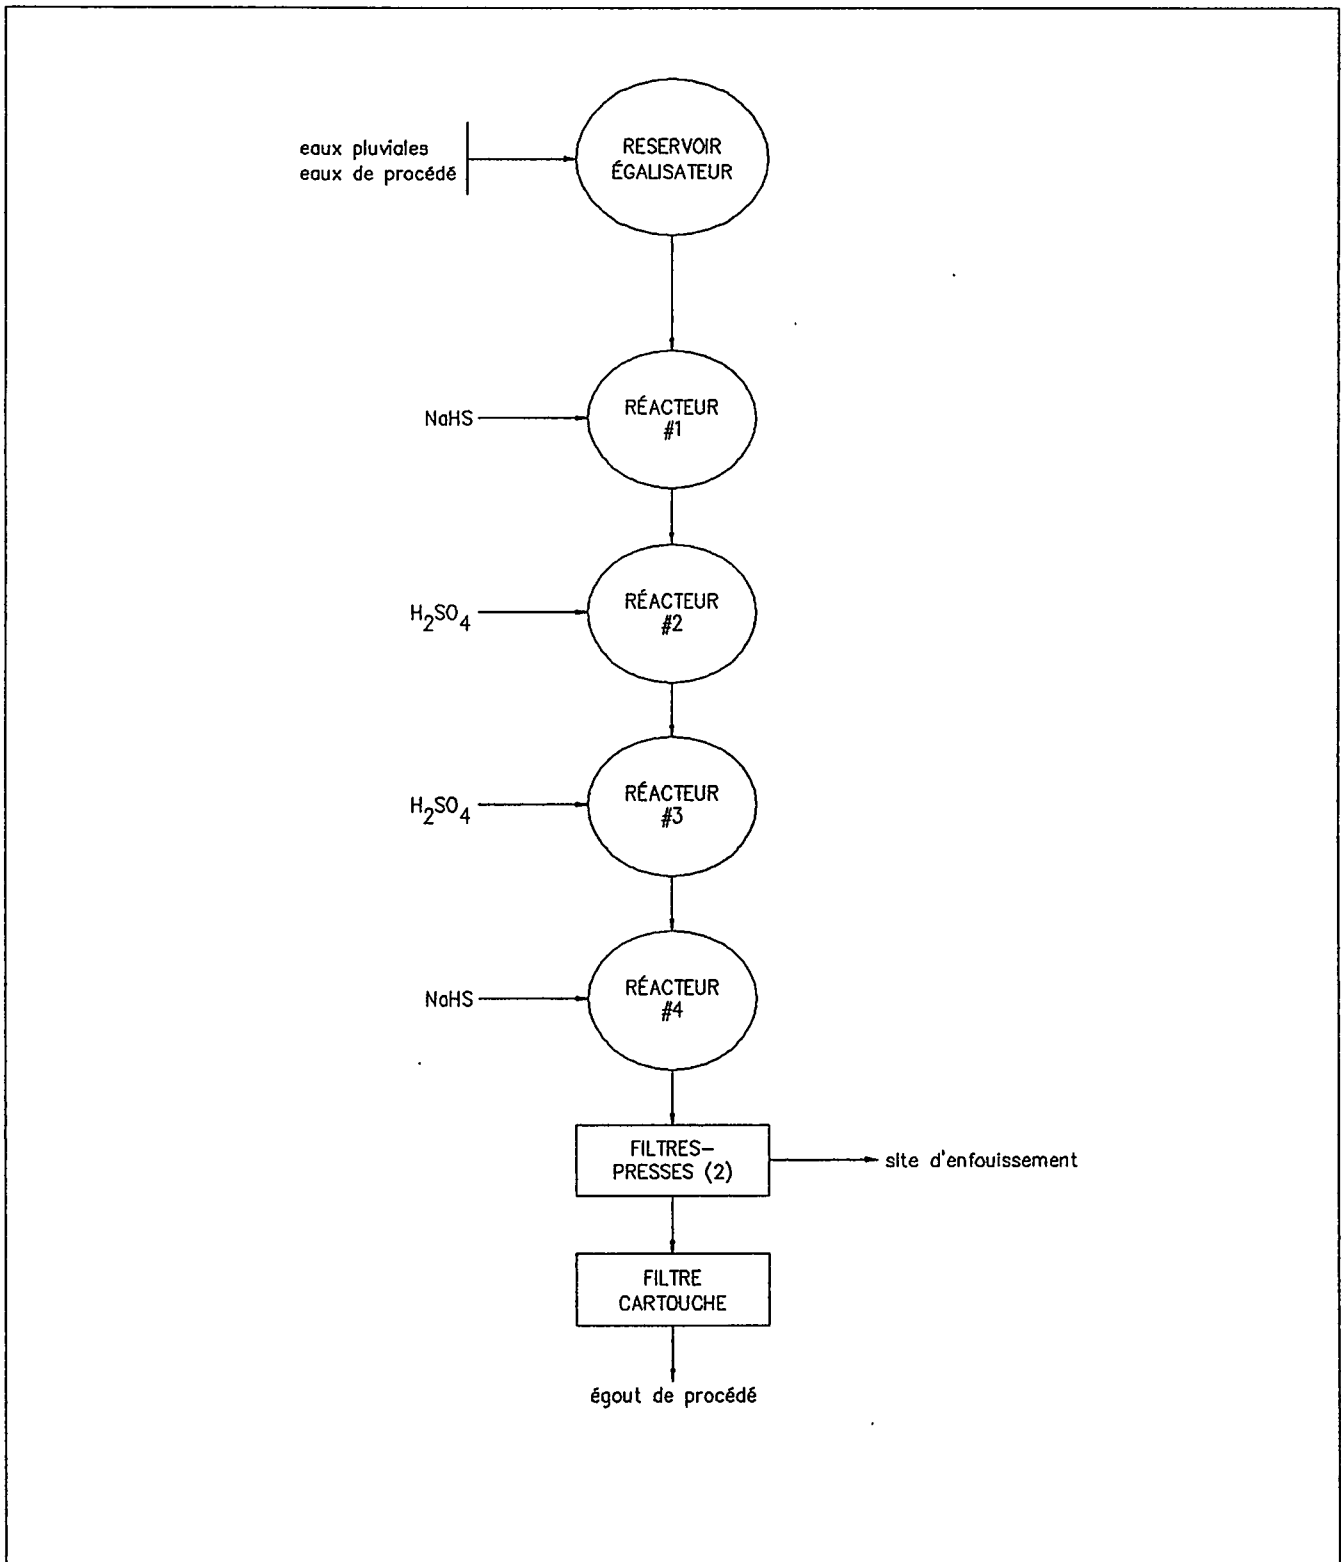 eaux pluviales
eaux de procédé
RESERVOIR
ÉGALISATEUR
NaHS
RÉACTEUR
#1
H₂SO₄
RÉACTEUR
#2
H₂SO₄
RÉACTEUR
#3
NaHS
RÉACTEUR
#4
FILTRES-
PRESSES (2)
site d'enfouissement
FILTRE
CARTOUCHE
égout de procédé